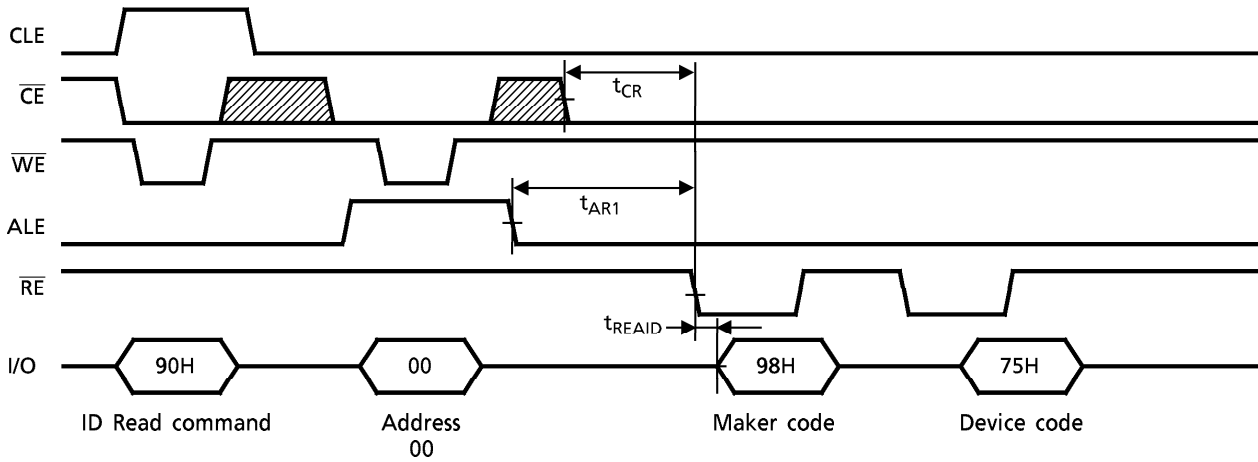 CLE
CE
tCR
WE
tAR1
ALE
RE
tREAID
I/O 90H 00 98H 75H
ID Read command Address Maker code Device code
00